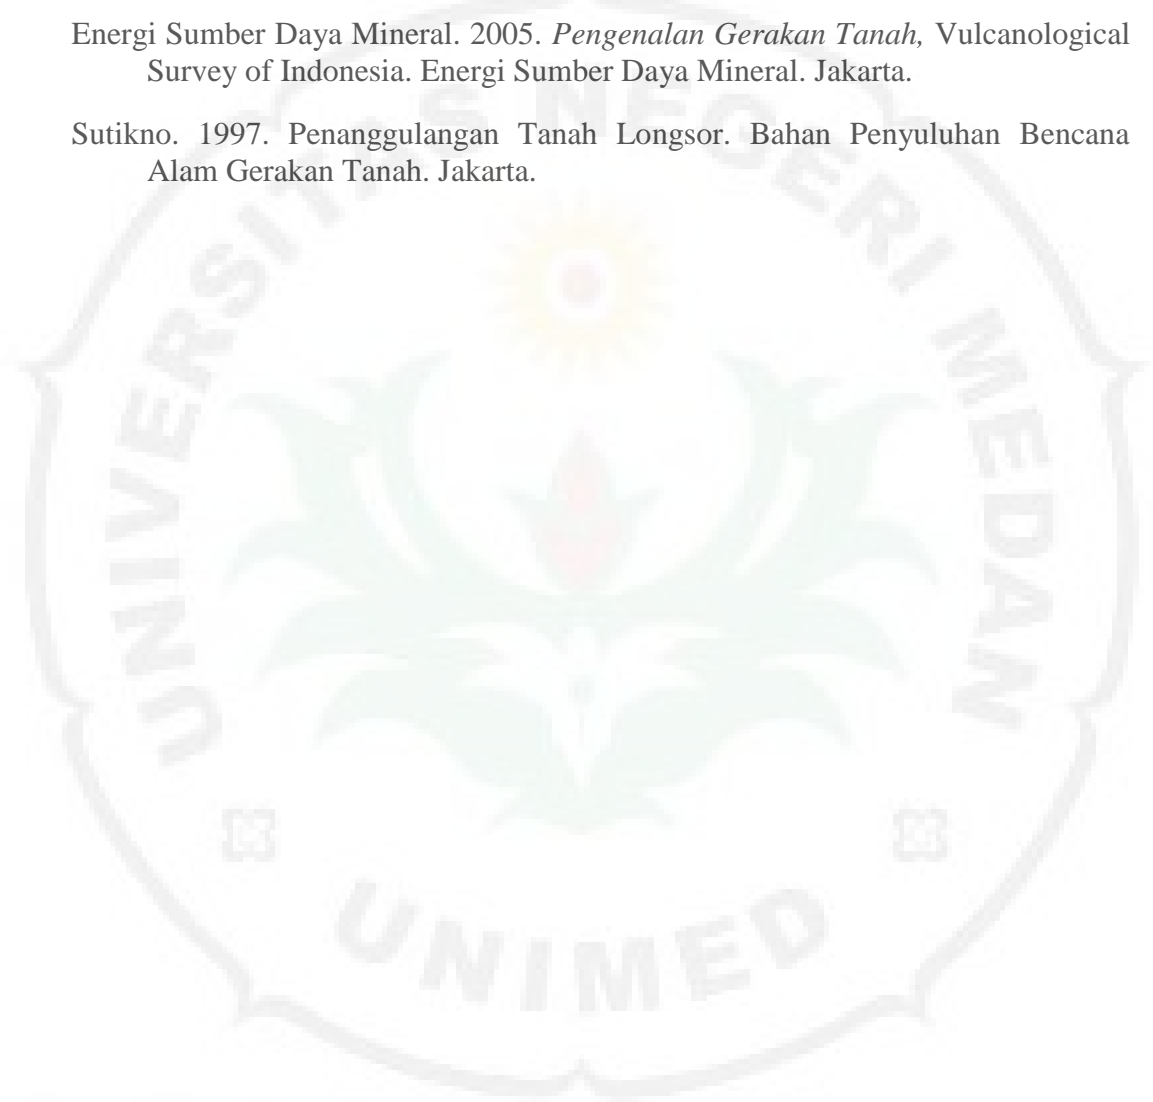 Energi Sumber Daya Mineral. 2005. Pengenalan Gerakan Tanah, Vulcanological
Survey of Indonesia. Energi Sumber Daya Mineral. Jakarta.
Sutikno. 1997. Penanggulangan Tanah Longsor. Bahan Penyuluhan Bencana
Alam Gerakan Tanah. Jakarta.
UNIVERSITAS NEGERI MEDAN
UNIMED